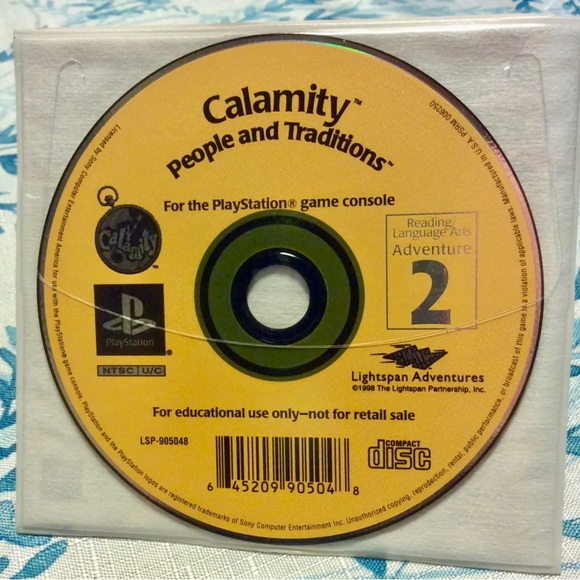 Calamity™
People and Traditions™
For the PlayStation® game console
Calamity
™
Reading/
Language Arts
Adventure
2
PlayStation
NTSC U/C
Lightspan Adventures
©1998 The Lightspan Partnership, Inc.
For educational use only—not for retail sale
LSP-905048
6 45209 90504 8
COMPACT
disc
Licensed by Sony Computer Entertainment America for use with the PlayStation game console. PlayStation and the PlayStation logos are registered trademarks of Sony Computer Entertainment Inc. Unauthorized copying, reproduction, rental, public performance, or broadcast of this game is a violation of applicable laws. Manufactured in U.S.A. PSRM 006250